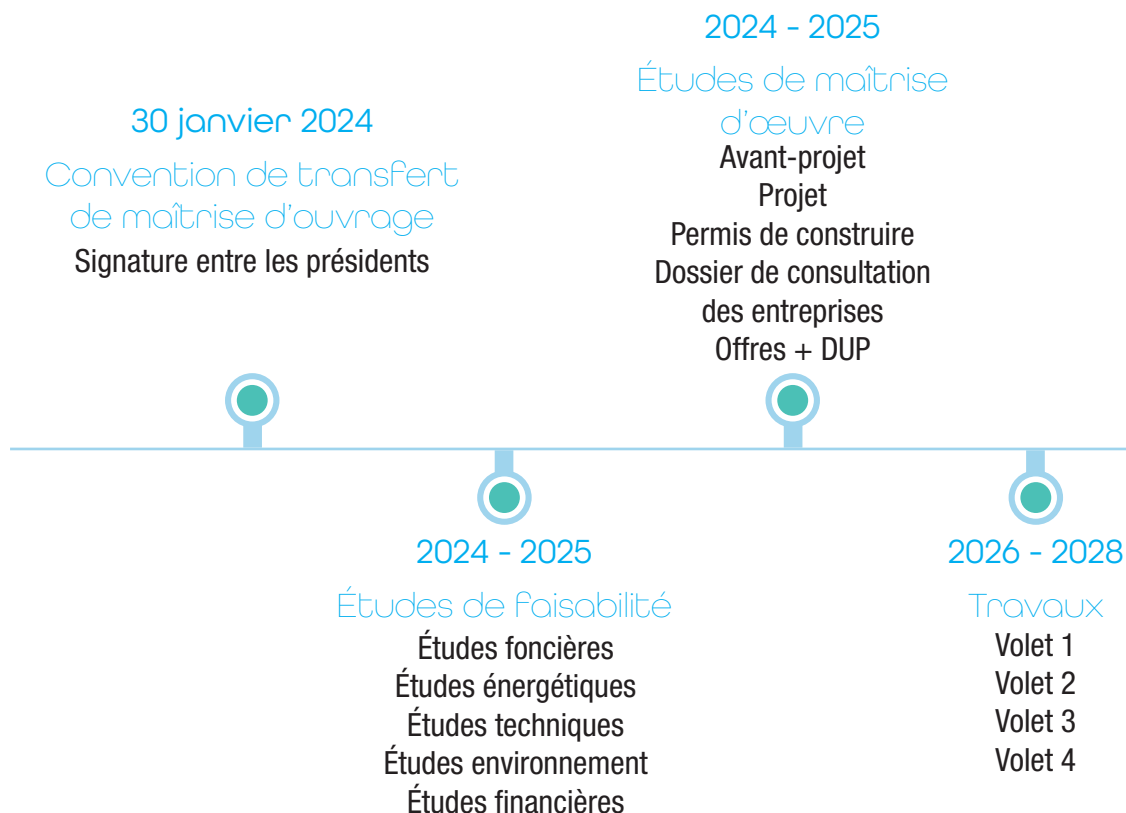 30 janvier 2024
Convention de transfert
de maîtrise d'ouvrage
Signature entre les présidents
2024 - 2025
Études de faisabilité
Études foncières
Études énergétiques
Études techniques
Études environnement
Études financières
2024 - 2025
Études de maîtrise
d'œuvre
Avant-projet
Projet
Permis de construire
Dossier de consultation
des entreprises
Offres + DUP
2026 - 2028
Travaux
Volet 1
Volet 2
Volet 3
Volet 4